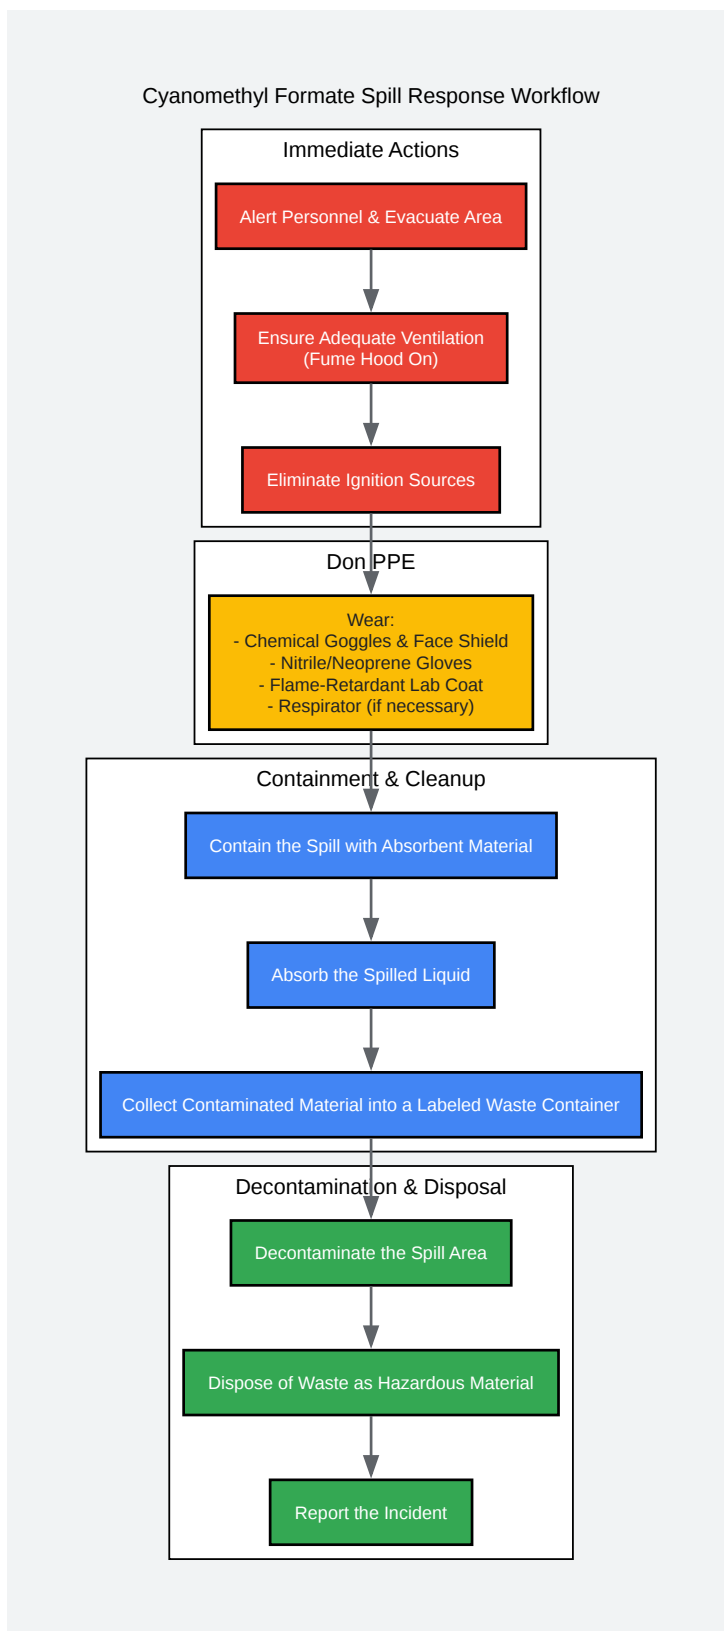 Cyanomethyl Formate Spill Response Workflow
Immediate Actions
Alert Personnel & Evacuate Area
Ensure Adequate Ventilation
(Fume Hood On)
Eliminate Ignition Sources
Don PPE
Wear:
- Chemical Goggles & Face Shield
- Nitrile/Neoprene Gloves
- Flame-Retardant Lab Coat
- Respirator (if necessary)
Containment & Cleanup
Contain the Spill with Absorbent Material
Absorb the Spilled Liquid
Collect Contaminated Material into a Labeled Waste Container
Decontamination & Disposal
Decontaminate the Spill Area
Dispose of Waste as Hazardous Material
Report the Incident